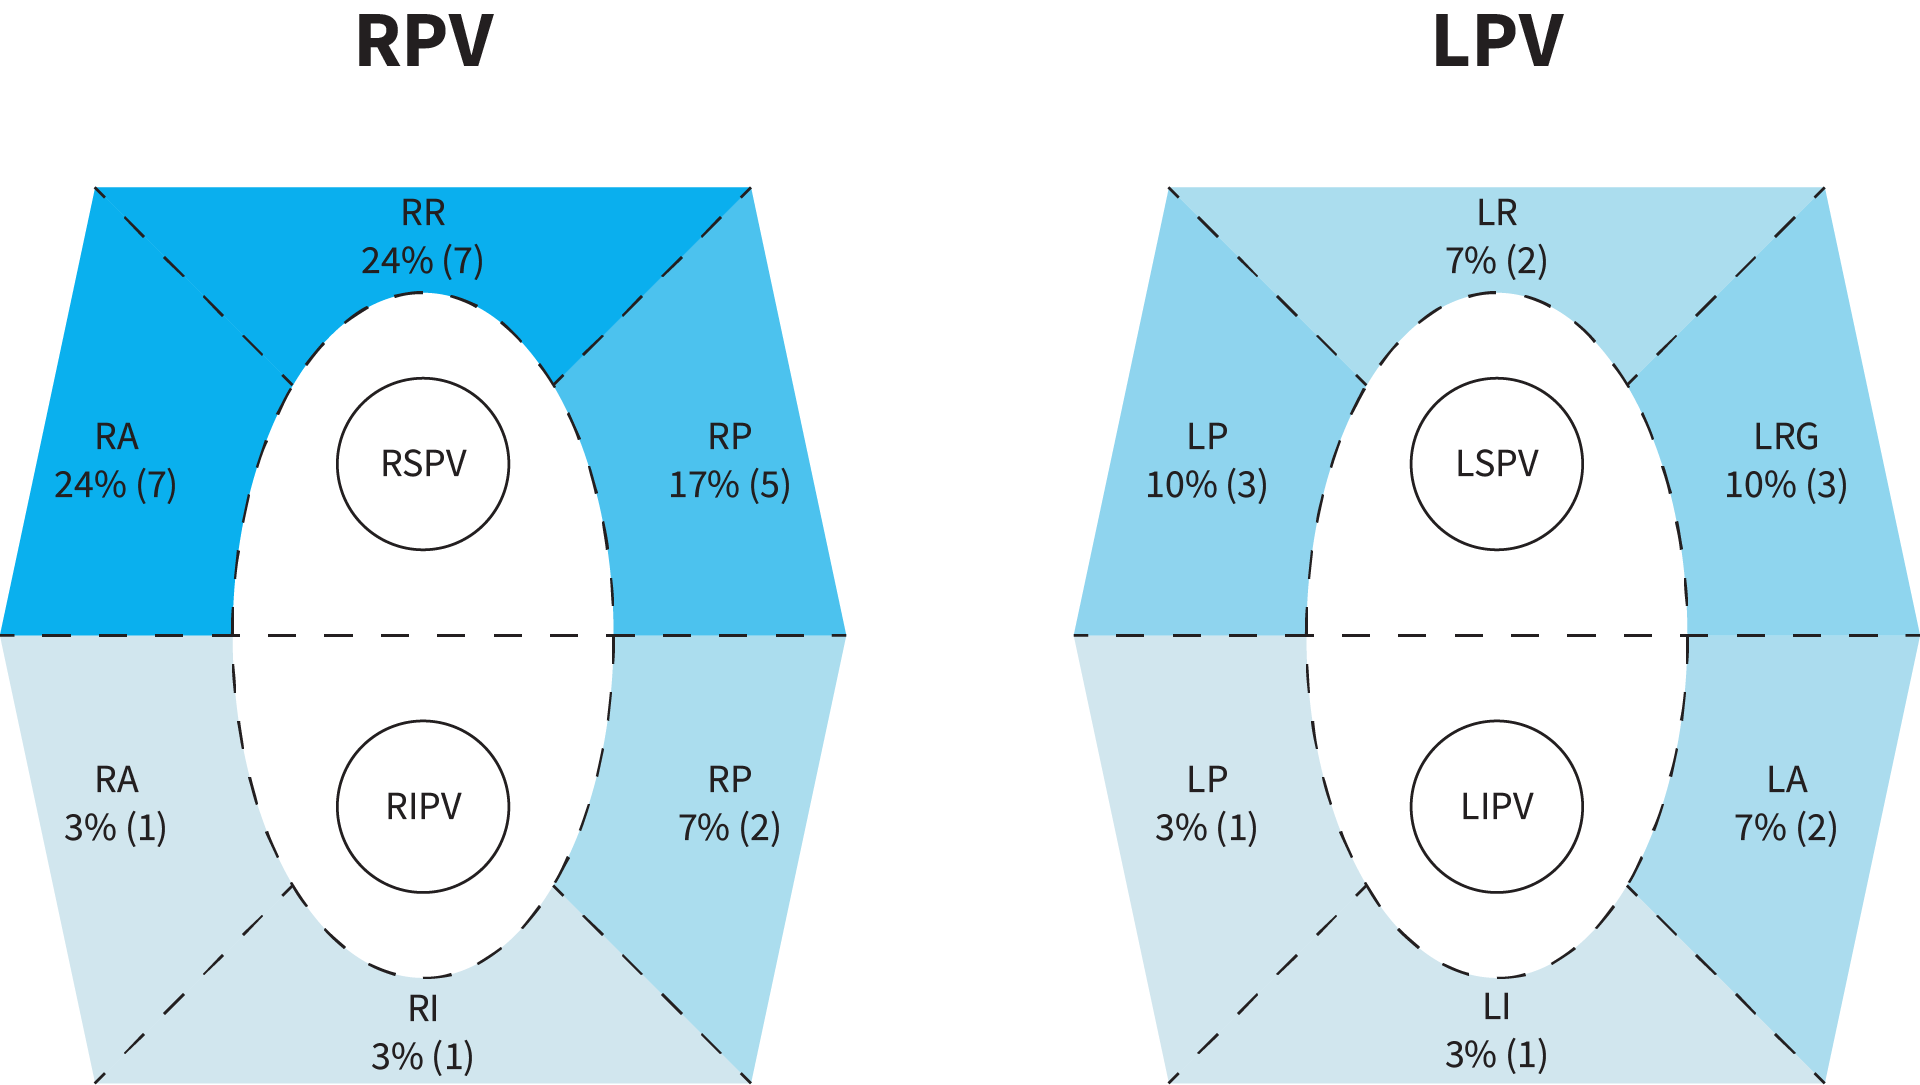 RPV
RR
24% (7)
RA
24% (7)
RSPV
RP
17% (5)
RA
3% (1)
RIPV
RP
7% (2)
RI
3% (1)
LPV
LR
7% (2)
LP
10% (3)
LSPV
LRG
10% (3)
LP
3% (1)
LIPV
LA
7% (2)
LI
3% (1)